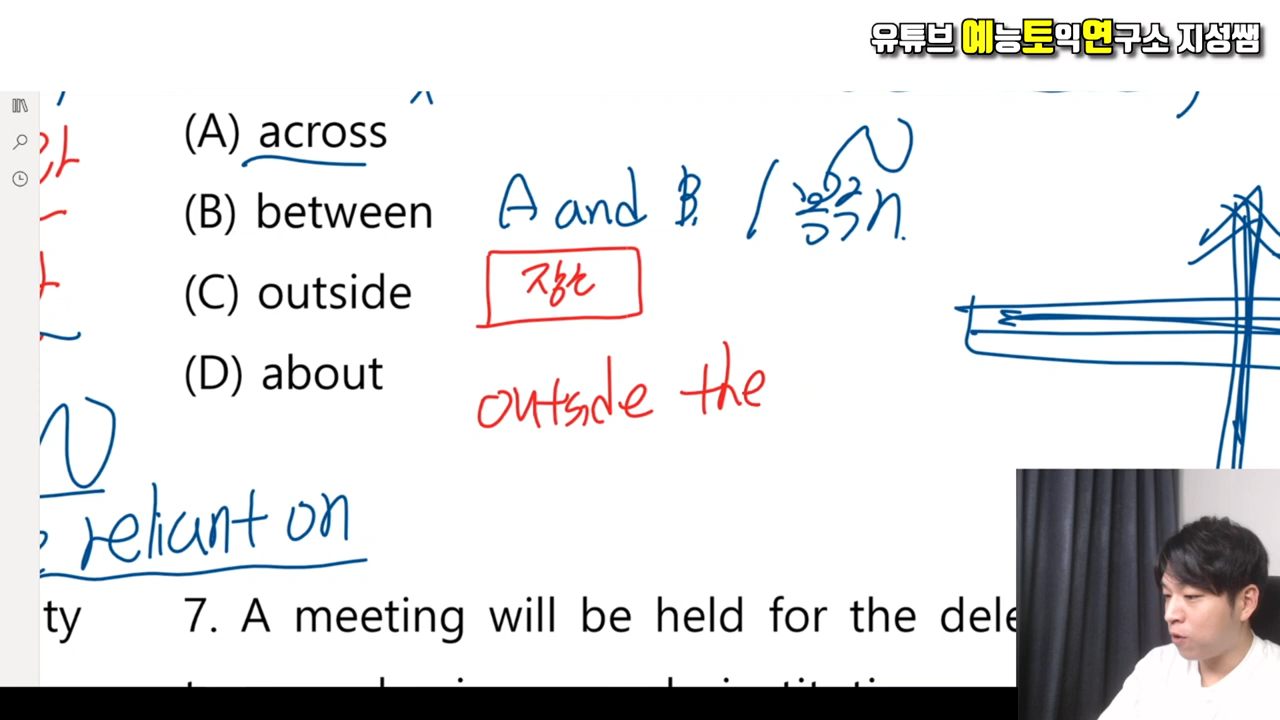 유튜브 예능토익연구소 지성쌤
(A) across
(B) between
A and B. / 복수 n.
(C) outside
장소
(D) about
outside the
reliant on
ty
7. A meeting will be held for the dele